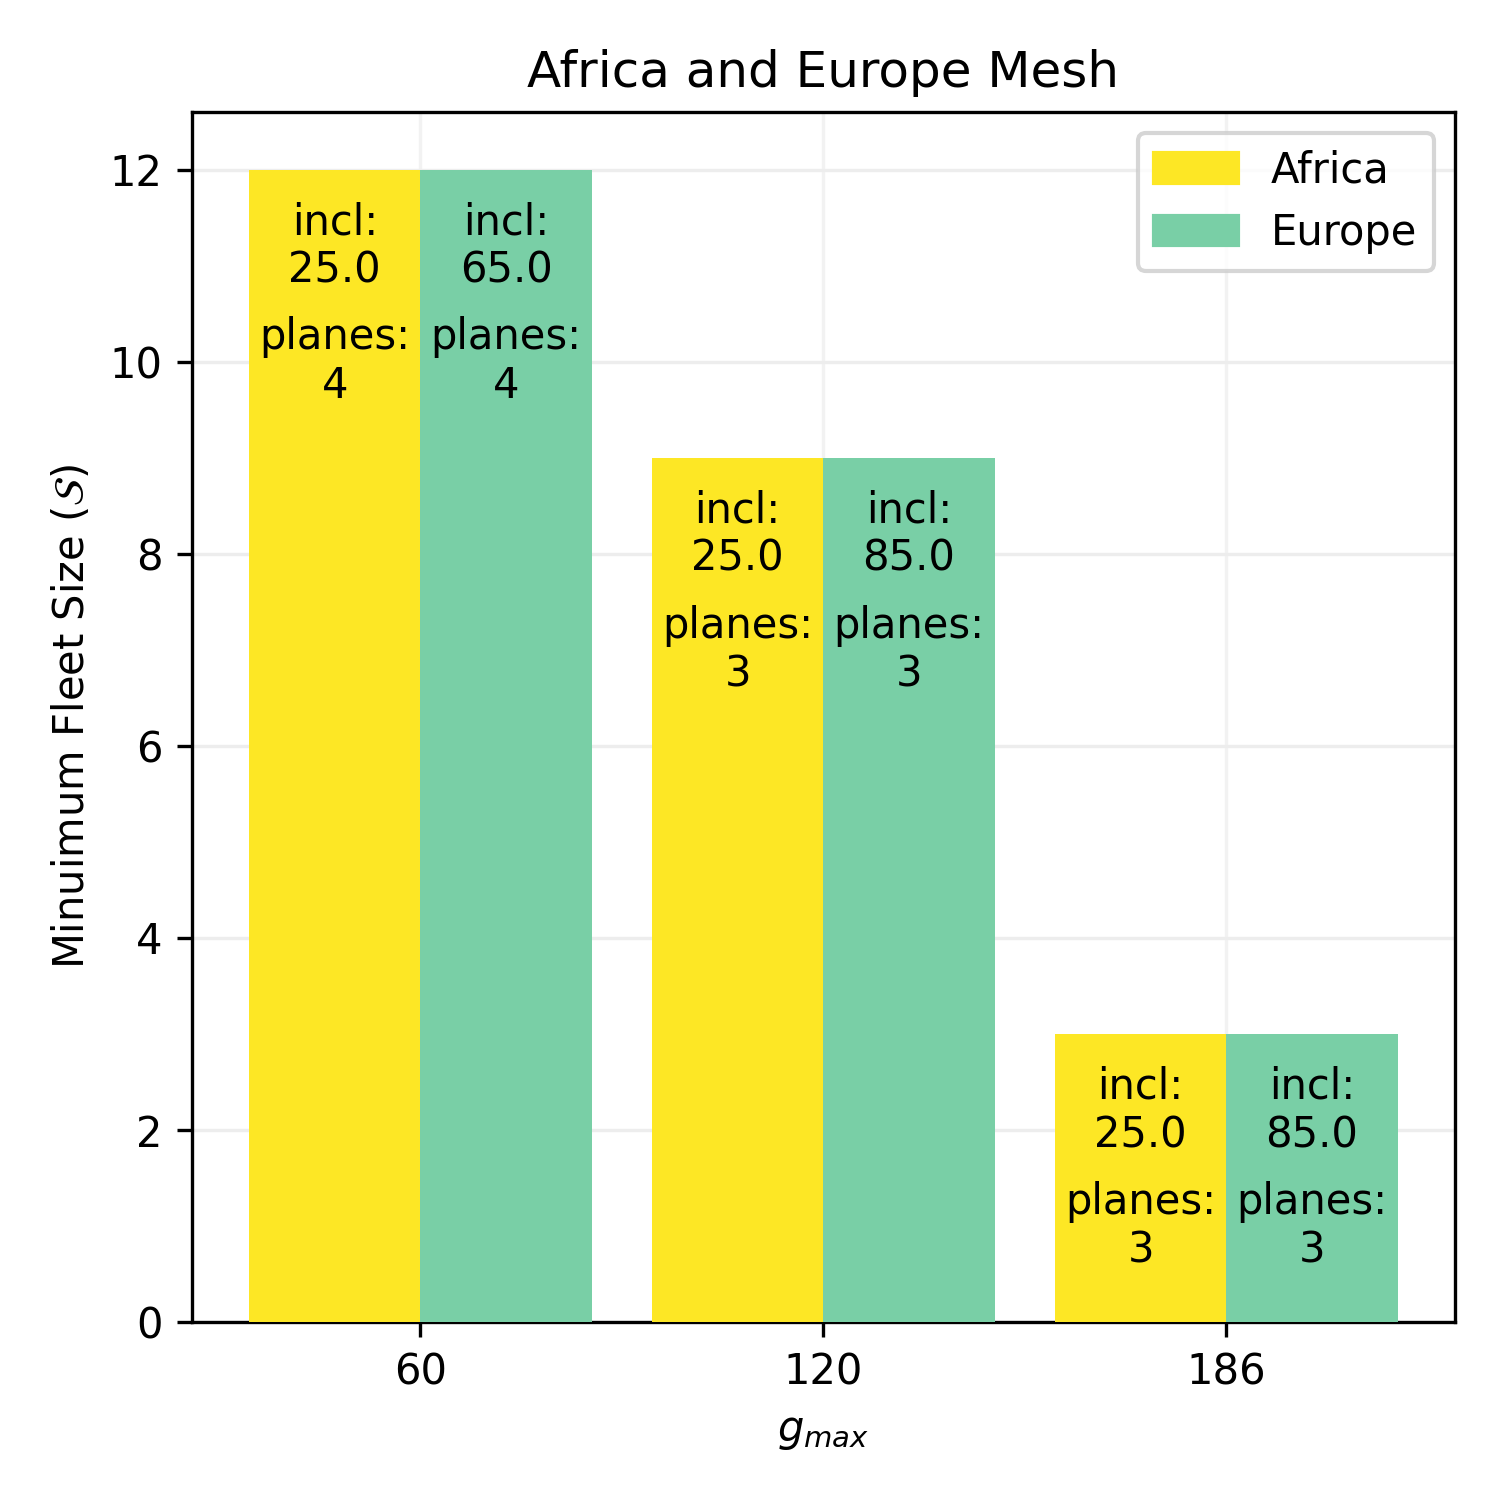 Africa and Europe Mesh
Africa
Europe
Minuimum Fleet Size (𝒮)
12
10
8
6
4
2
0
incl:
25.0
planes:
4
incl:
65.0
planes:
4
incl:
25.0
planes:
3
incl:
85.0
planes:
3
incl:
25.0
planes:
3
incl:
85.0
planes:
3
60
120
186
g_max